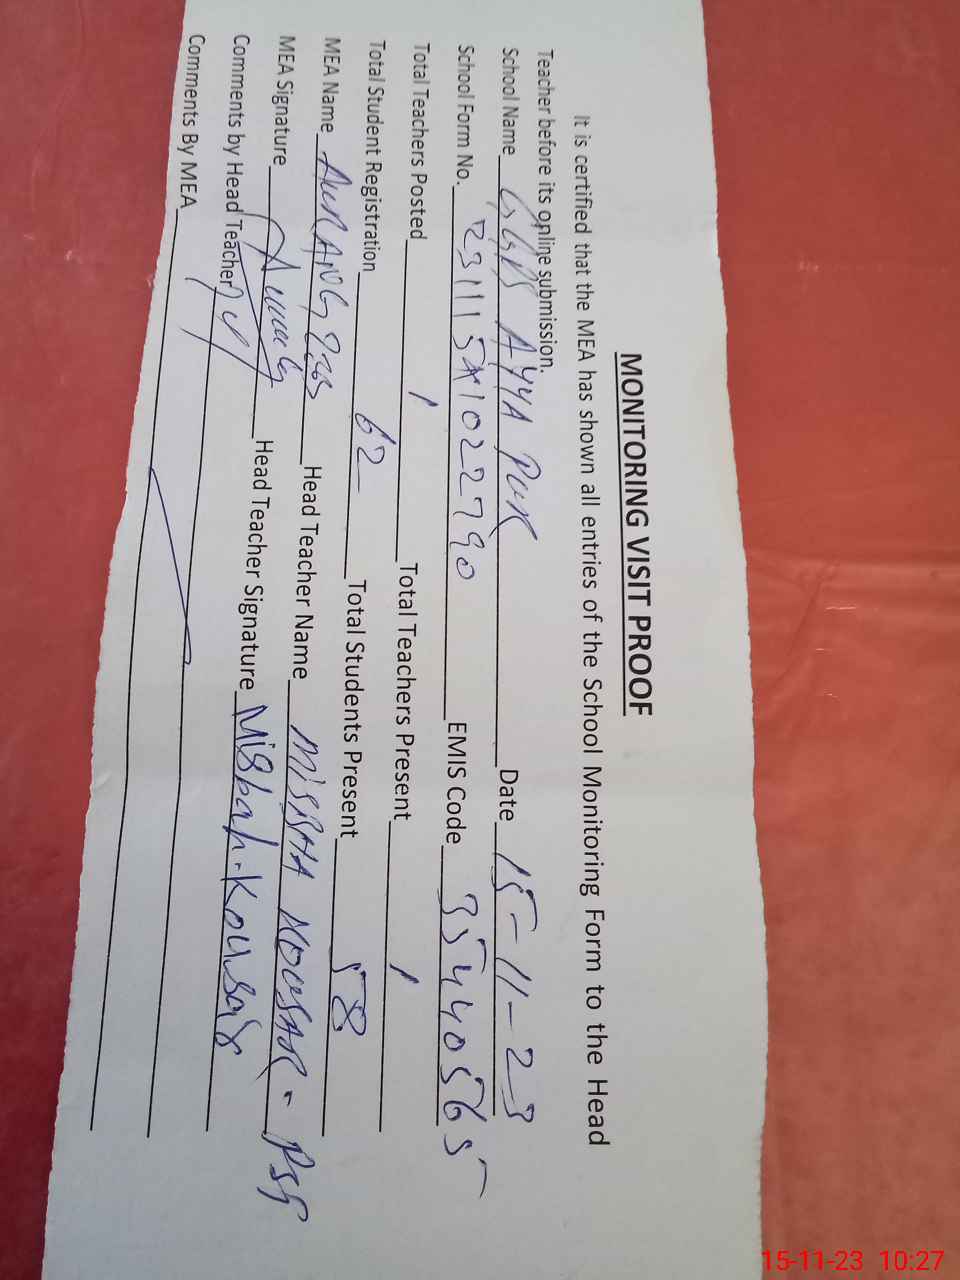 MONITORING VISIT PROOF
It is certified that the MEA has shown all entries of the School Monitoring Form to the Head
Teacher before its online submission.
School Name GGPS AYYA PUR Date 15-11-23
School Form No. 231115 102790 EMIS Code 35440565
Total Teachers Posted 1 Total Teachers Present 1
Total Student Registration 62 Total Students Present 58
MEA Name AURANGZEB Head Teacher Name MISBHA KOUSAR - PST
MEA Signature Head Teacher Signature Misbah.Kousar
Comments by Head Teacher
Comments By MEA
15-11-23 10:27